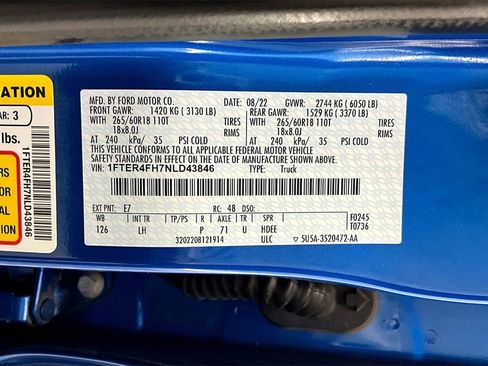 MFD. BY FORD MOTOR CO. 08/22 GVWR: 2744 KG ( 6050 LB)
FRONT GAWR: 1420 KG ( 3130 LB) REAR GAWR: 1529 KG ( 3370 LB)
WITH 265/60R18 110T TIRES WITH 265/60R18 110T TIRES
18x8.0J RIMS 18x8.0J RIMS
AT 240 kPa/ 35 PSI COLD AT 240 kPa/ 35 PSI COLD
THIS VEHICLE CONFORMS TO ALL APPLICABLE FEDERAL MOTOR VEHICLE
SAFETY STANDARDS IN EFFECT ON THE DATE OF MANUFACTURE SHOWN ABOVE.
VIN: 1FTER4FH7NLD43846 TYPE: Truck
EXT PNT: E7 RC: 48 DSO:
WB INT TR TP/PS R AXLE TR SPR F0245
126 LH P 71 U HDEE T0736
3202208121914 ULC 5U5A-3520472-AA
ATION
AR: 3
lbs.
1FTER4FH7NLD43846